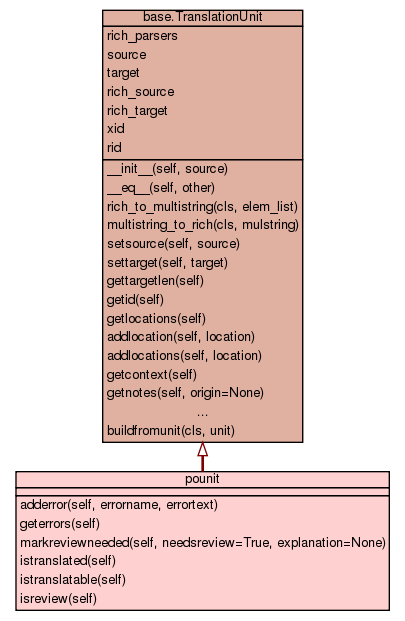 base.TranslationUnit
rich_parsers
source
target
rich_source
rich_target
xid
rid
__init__(self, source)
__eq__(self, other)
rich_to_multistring(cls, elem_list)
multistring_to_rich(cls, mulstring)
setsource(self, source)
settarget(self, target)
gettargetlen(self)
getid(self)
getlocations(self)
addlocation(self, location)
addlocations(self, location)
getcontext(self)
getnotes(self, origin=None)
...
buildfromunit(cls, unit)
pounit
adderror(self, errorname, errortext)
geterrors(self)
markreviewneeded(self, needsreview=True, explanation=None)
istranslated(self)
istranslatable(self)
isreview(self)